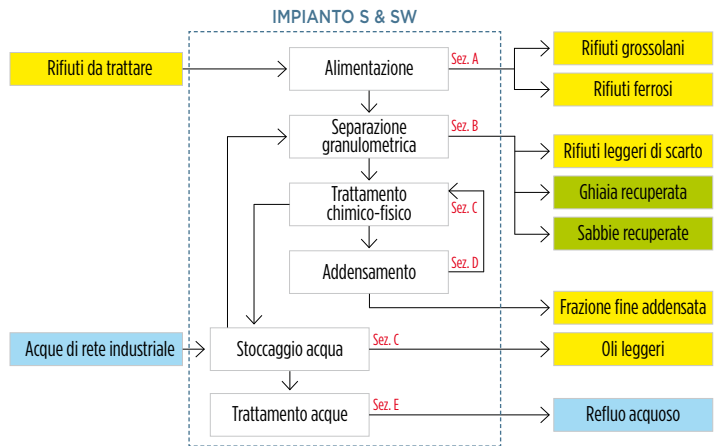 IMPIANTO S & SW
Rifiuti da trattare
Alimentazione
Sez. A
Rifiuti grossolani
Rifiuti ferrosi
Separazione
granulometrica
Sez. B
Rifiuti leggeri di scarto
Ghiaia recuperata
Sabbie recuperate
Trattamento
chimico-fisico
Sez. C
Addensamento
Sez. D
Frazione fine addensata
Acque di rete industriale
Stoccaggio acqua
Sez. C
Oli leggeri
Trattamento acque
Sez. E
Refluo acquoso